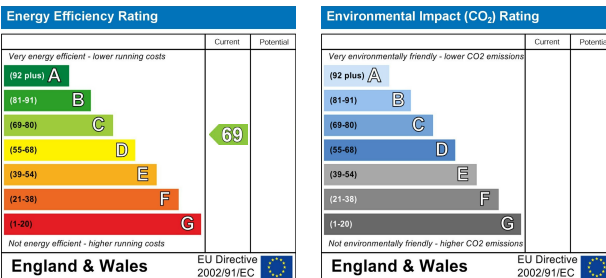 Energy Efficiency Rating
Current Potential
Very energy efficient - lower running costs
(92 plus) A
(81-91) B
(69-80) C
69
(55-68) D
(39-54) E
(21-38) F
(1-20) G
Not energy efficient - higher running costs
England & Wales
EU Directive
2002/91/EC
Environmental Impact (CO₂) Rating
Current Potentia
Very environmentally friendly - lower CO2 emissions
(92 plus) A
(81-91) B
(69-80) C
(55-68) D
(39-54) E
(21-38) F
(1-20) G
Not environmentally friendly - higher CO2 emissions
England & Wales
EU Directive
2002/91/EC